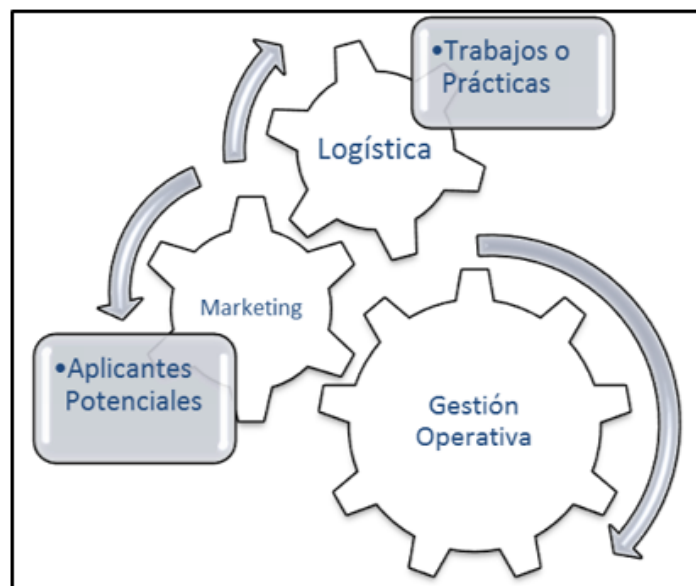 •Trabajos o
Prácticas
Logística
Marketing
•Aplicantes
Potenciales
Gestión
Operativa